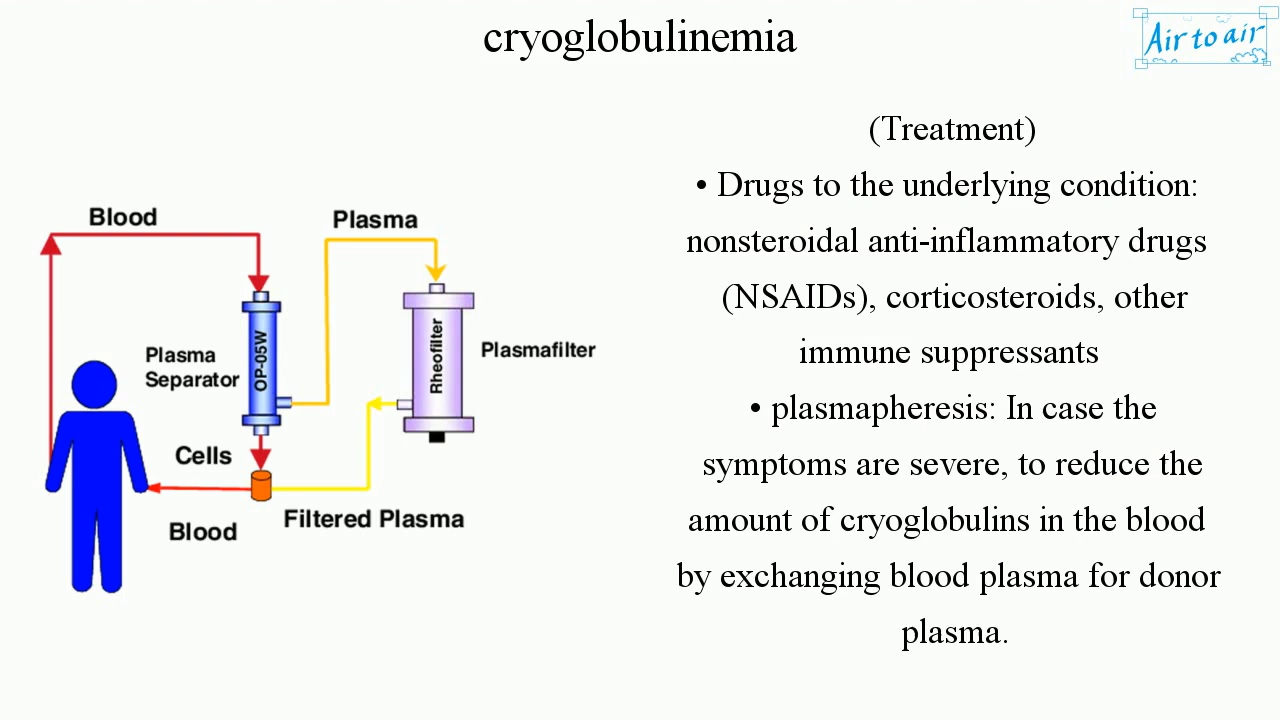 cryoglobulinemia
Air to air
Blood
Plasma
Plasma
Separator
OP-05W
Rheofilter
Plasmafilter
Cells
Blood
Filtered Plasma
(Treatment)
• Drugs to the underlying condition:
nonsteroidal anti-inflammatory drugs
(NSAIDs), corticosteroids, other
immune suppressants
• plasmapheresis: In case the
symptoms are severe, to reduce the
amount of cryoglobulins in the blood
by exchanging blood plasma for donor
plasma.